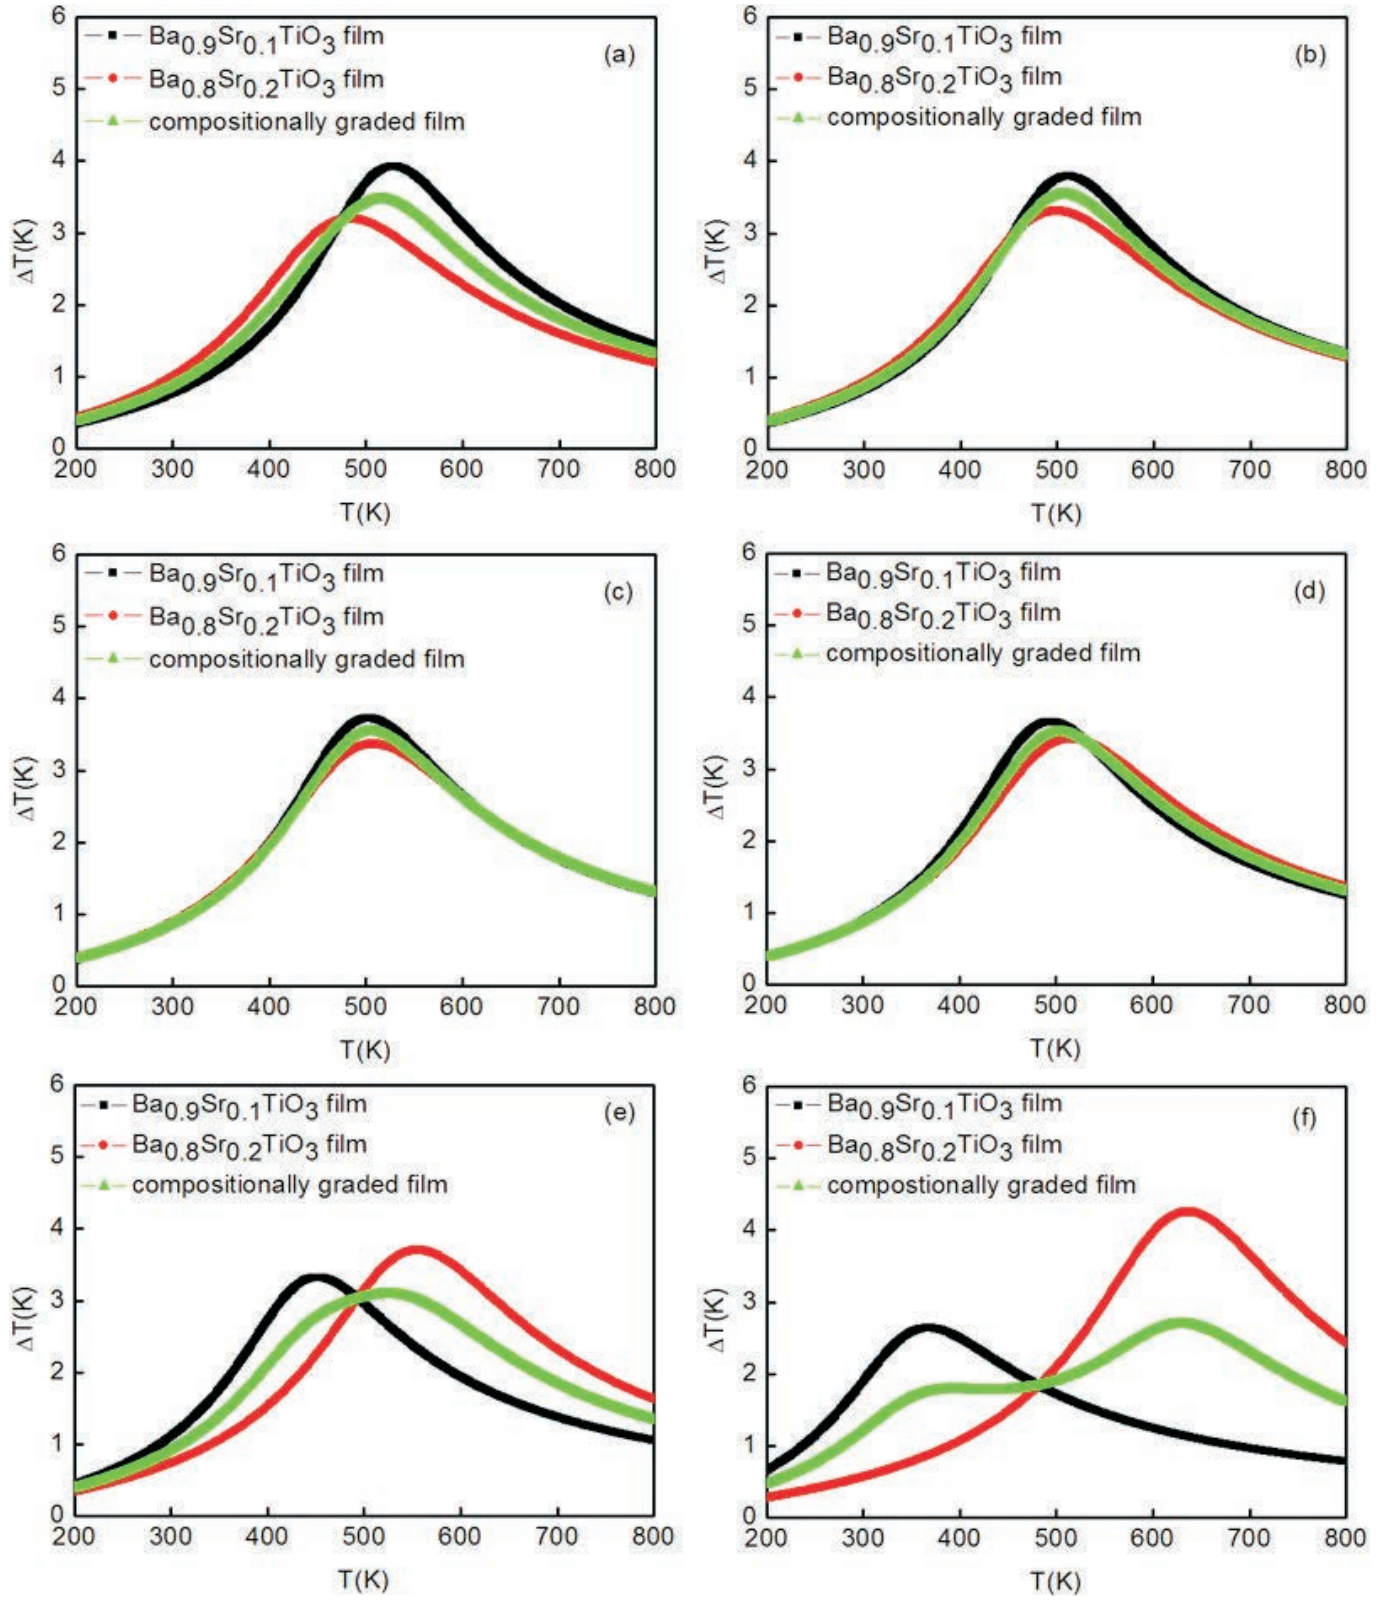 Ba0.9Sr0.1TiO3 film
Ba0.8Sr0.2TiO3 film
compositionally graded film
(a)
6
5
4
3
2
1
0
ΔT(K)
200 300 400 500 600 700 800
T(K)
Ba0.9Sr0.1TiO3 film
Ba0.8Sr0.2TiO3 film
compositionally graded film
(b)
6
5
4
3
2
1
0
ΔT(K)
200 300 400 500 600 700 800
T(K)
Ba0.9Sr0.1TiO3 film
Ba0.8Sr0.2TiO3 film
compositionally graded film
(c)
6
5
4
3
2
1
0
ΔT(K)
200 300 400 500 600 700 800
T(K)
Ba0.9Sr0.1TiO3 film
Ba0.8Sr0.2TiO3 film
compositionally graded film
(d)
6
5
4
3
2
1
0
ΔT(K)
200 300 400 500 600 700 800
T(K)
Ba0.9Sr0.1TiO3 film
Ba0.8Sr0.2TiO3 film
compositionally graded film
(e)
6
5
4
3
2
1
0
ΔT(K)
200 300 400 500 600 700 800
T(K)
Ba0.9Sr0.1TiO3 film
Ba0.8Sr0.2TiO3 film
compostionally graded film
(f)
6
5
4
3
2
1
0
ΔT(K)
200 300 400 500 600 700 800
T(K)